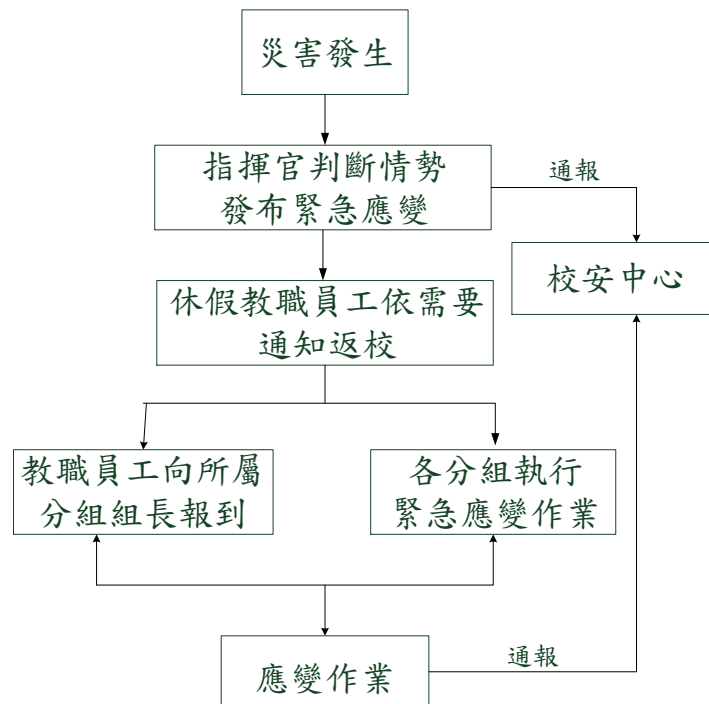 災害發生
指揮官判斷情勢
發布緊急應變
通報
校安中心
休假教職員工依需要
通知返校
教職員工向所屬
分組組長報到
各分組執行
緊急應變作業
應變作業
通報